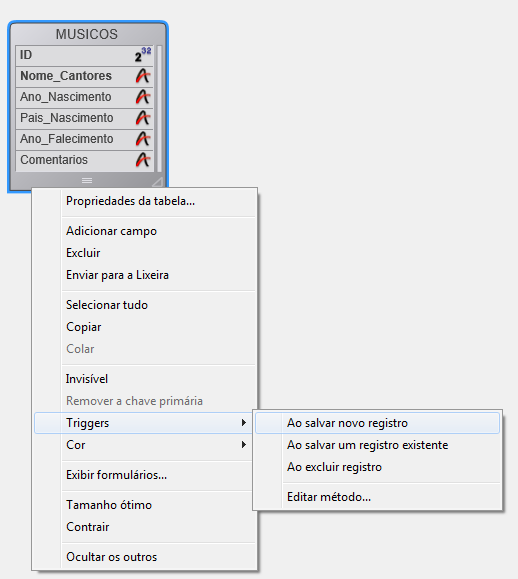 MUSICOS
ID 2³²
Nome_Cantores
Ano_Nascimento
Pais_Nascimento
Ano_Falecimento
Comentarios
Propriedades da tabela...
Adicionar campo
Excluir
Enviar para a Lixeira
Selecionar tudo
Copiar
Colar
Invisível
Remover a chave primária
Triggers
Cor
Exibir formulários...
Tamanho ótimo
Contrair
Ocultar os outros
Ao salvar novo registro
Ao salvar um registro existente
Ao excluir registro
Editar método...